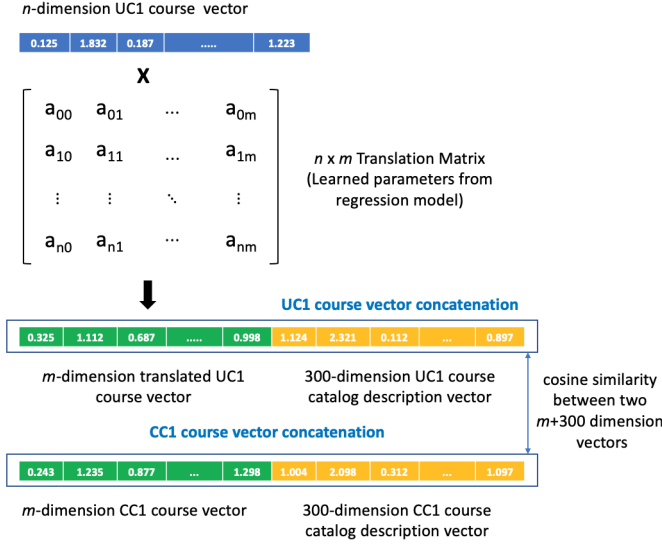 n-dimension UC1 course vector
0.125 1.832 0.187 ..... 1.223
X
a00 a01 ... a0m
a10 a11 ... a1m
⋮ ⋮ ⋱ ⋮
an0 an1 ... anm
n x m Translation Matrix
(Learned parameters from
regression model)
UC1 course vector concatenation
0.325 1.112 0.687 ..... 0.998 1.124 2.321 0.112 ... 0.897
m-dimension translated UC1
course vector
300-dimension UC1 course
catalog description vector
cosine similarity
between two
m+300 dimension
vectors
CC1 course vector concatenation
0.243 1.235 0.877 ... 1.298 1.004 2.098 0.312 ... 1.097
m-dimension CC1 course vector
300-dimension CC1 course
catalog description vector